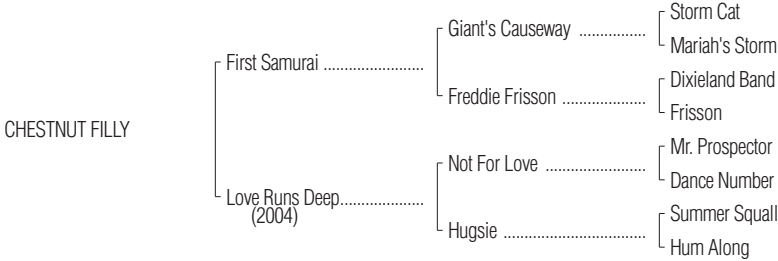 Storm Cat
Giant's Causeway ................
Mariah's Storm
First Samurai ........................
Dixieland Band
Freddie Frisson ....................
Frisson
CHESTNUT FILLY
Mr. Prospector
Not For Love ........................
Dance Number
Love Runs Deep....................
(2004)
Summer Squall
Hugsie ..................................
Hum Along